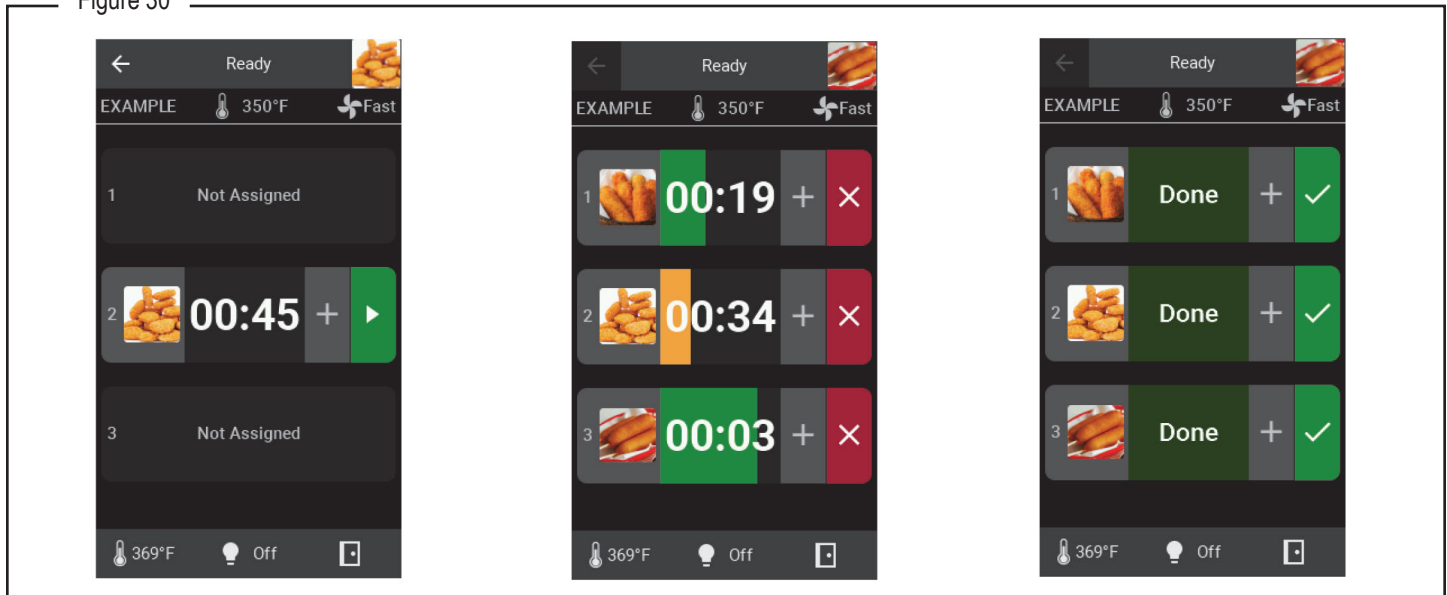 Figure 30
Ready
EXAMPLE 350°F Fast
1 Not Assigned
2 00:45 +
3 Not Assigned
369°F Off
Ready
EXAMPLE 350°F Fast
1 00:19 + ×
2 00:34 + ×
3 00:03 + ×
369°F Off
Ready
EXAMPLE 350°F Fast
1 Done +
2 Done +
3 Done +
369°F Off